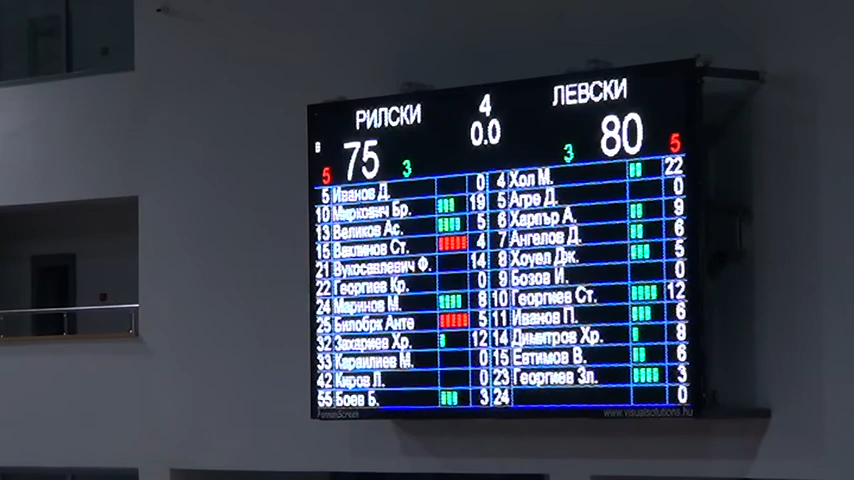 РИЛСКИ 4 ЛЕВСКИ
В 75 0.0 80
5 3 3 5
5 Иванов Д. 0 4 Хол М. 22
10 Миркович Бр. 19 5 Агре Д. 0
13 Великов Ас. 5 6 Харпър А. 9
15 Ваклинов Ст. 4 7 Ангелов Д. 6
21 Вукосавлевич Ф. 14 8 Хоуел Дж. 5
22 Георгиев Кр. 0 9 Бозов И. 0
24 Маринов М. 8 10 Георгиев Ст. 12
25 Билобрк Анте 5 11 Иванов П. 6
32 Захариев Хр. 12 14 Димитров Хр. 8
33 Караилиев М. 0 15 Евтимов В. 6
42 Киров Л. 0 23 Георгиев Зл. 3
55 Боев Б. 3 24 0
www.visualsolutions.hu